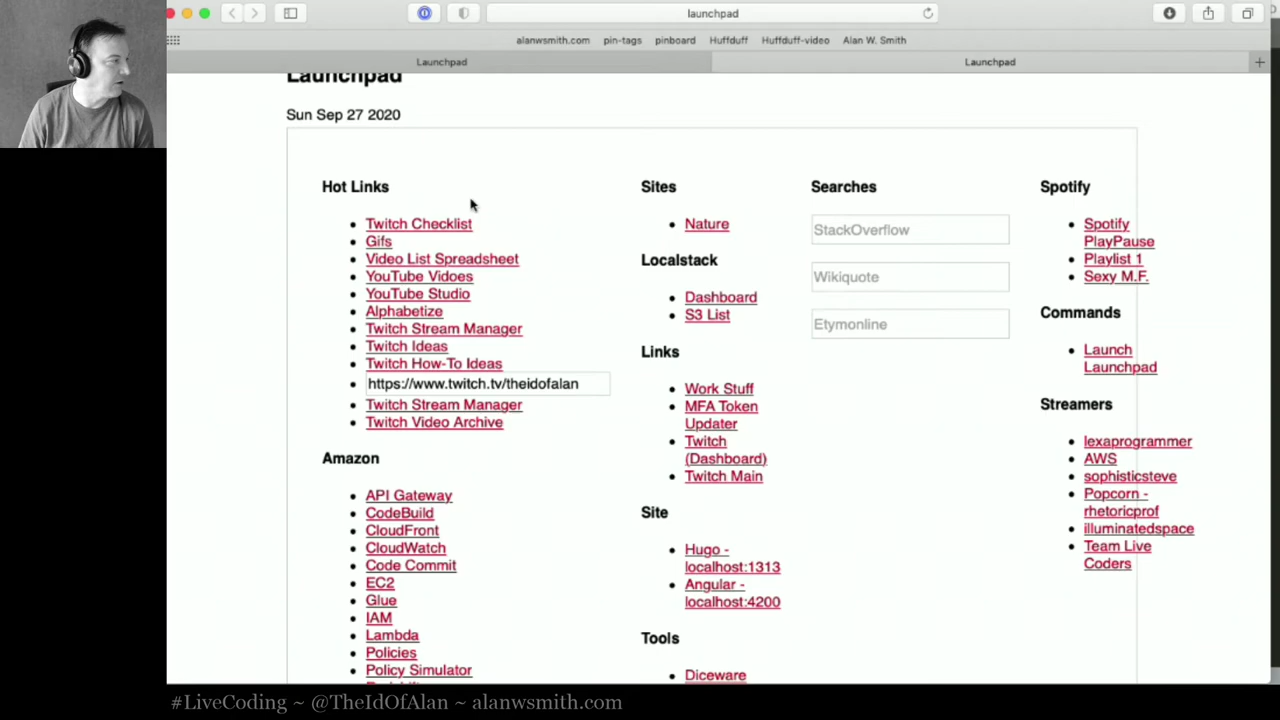 launchpad
alanwsmith.com pin-tags pinboard Huffduff Huffduff-video Alan W. Smith
Launchpad
Launchpad
Launchpad
Sun Sep 27 2020
Hot Links
Twitch Checklist
Gifs
Video List Spreadsheet
YouTube Vidoes
YouTube Studio
Alphabetize
Twitch Stream Manager
Twitch Ideas
Twitch How-To Ideas
https://www.twitch.tv/theidofalan
Twitch Stream Manager
Twitch Video Archive
Amazon
API Gateway
CodeBuild
CloudFront
CloudWatch
Code Commit
EC2
Glue
IAM
Lambda
Policies
Policy Simulator
Sites
Nature
Localstack
Dashboard
S3 List
Links
Work Stuff
MFA Token
Updater
Twitch
(Dashboard)
Twitch Main
Site
Hugo -
localhost:1313
Angular -
localhost:4200
Tools
Diceware
Searches
StackOverflow
Wikiquote
Etymonline
Spotify
Spotify
PlayPause
Playlist 1
Sexy M.F.
Commands
Launch
Launchpad
Streamers
lexaprogrammer
AWS
sophisticsteve
Popcorn -
rhetoricprof
illuminatedspace
Team Live
Coders
#LiveCoding ~ @TheIdOfAlan ~ alanwsmith.com